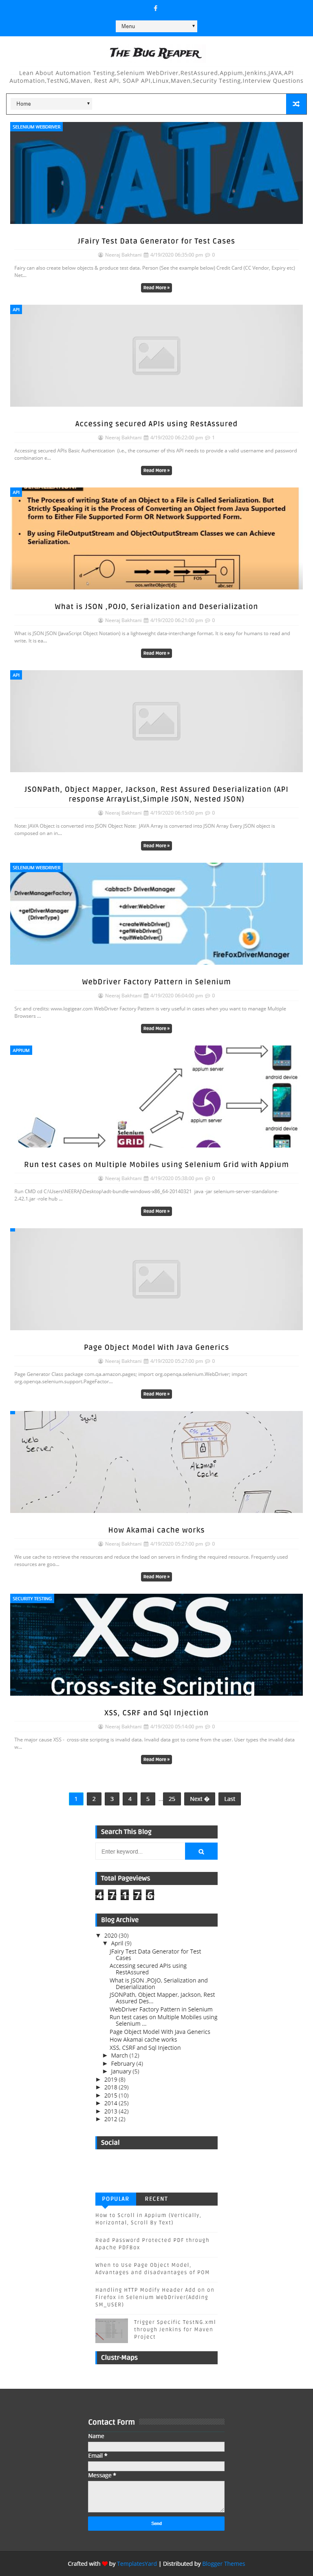 Menu
The Bug Reaper
Lean About Automation Testing,Selenium WebDriver,RestAssured,Appium,Jenkins,JAVA,API
Automation,TestNG,Maven, Rest API, SOAP API,Linux,Maven,Security Testing,Interview Questions
Home
SELENIUM WEBDRIVER
DATA
JFairy Test Data Generator for Test Cases
Neeraj Bakhtani 4/19/2020 06:35:00 pm 0
Fairy can also create below objects & produce test data: Person (See the example below) Credit Card (CC Vendor, Expiry etc)
Net...
Read More »
API
Accessing secured APIs using RestAssured
Neeraj Bakhtani 4/19/2020 06:23:00 pm 1
Accessing secured APIs Basic Authentication (i.e., the consumer of this API needs to provide a valid username and password
combination e...
Read More »
API
The process of writing State of an Object to a File is Called Serialization. But
Strictly Speaking it is Process of Converting an Object from Java Supported
form to Either File Supported Form OR Network Supported Form.
By using FileOutputStream and ObjectOutputStream Classes we can Achieve
Serialization.
FOS
oos.writeObject(d);
abc.ser
What is JSON ,POJO, Serialization and Deserialization
Neeraj Bakhtani 4/19/2020 06:21:00 pm 0
What is JSON JSON (JavaScript Object Notation) is a lightweight data-interchange format. It is easy for humans to read and
write. It is ea...
Read More »
API
JSONPath, Object Mapper, Jackson, Rest Assured Deserialization (API
response ArrayList,Simple JSON, Nested JSON)
Neeraj Bakhtani 4/19/2020 06:15:00 pm 0
Note: JAVA Object is converted into JSON Object Note: JAVA Array is converted into JSON Array Every JSON object is
composed on an in...
Read More »
SELENIUM WEBDRIVER
DriverManagerFactory
+getDriverManager
(DriverType)
<abstract> DriverManager
+driver:WebDriver
+createWebDriver()
+getWebDriver()
+quitWebDriver()
FireFoxDriverManager
WebDriver Factory Pattern in Selenium
Neeraj Bakhtani 4/19/2020 06:04:00 pm 0
Src and credits: www.logigear.com WebDriver Factory Pattern is very useful in cases when you want to manage Multiple
Browsers ...
Read More »
APPIUM
appium server
android device
Selenium
GRID
appium server
android device
Run test cases on Multiple Mobiles using Selenium Grid with Appium
Neeraj Bakhtani 4/19/2020 05:38:00 pm 0
Run CMD cd C:\Users\NEERAJ\Desktop\adt-bundle-windows-x86_64-20140321 java -jar selenium-server-standalone-
2.42.1.jar -role hub ...
Read More »
Page Object Model With Java Generics
Neeraj Bakhtani 4/19/2020 05:27:00 pm 0
Page Generator Class package com.qa.amazon.pages; import org.openqa.selenium.WebDriver; import
org.openqa.selenium.support.PageFactor...
Read More »
Squid
web
Server
Akamai
cache
How Akamai cache works
Neeraj Bakhtani 4/19/2020 05:23:00 pm 0
We use cache to retrieve the resources and reduce the load on servers in finding the required resource. Frequently used
resources are goo...
Read More »
SECURITY TESTING
XSS
Cross-site Scripting
XSS, CSRF and Sql Injection
Neeraj Bakhtani 4/19/2020 05:14:00 pm 0
The major cause XSS - cross-site scripting is invalid data. Invalid data got to come from the user. User types the invalid data
w...
Read More »
1 2 3 4 5 ... 25 Next � Last
Search This Blog
Enter keyword...
Total Pageviews
47176
Blog Archive
▼ 2020 (30)
▼ April (9)
JFairy Test Data Generator for Test
Cases
Accessing secured APIs using
RestAssured
What is JSON ,POJO, Serialization and
Deserialization
JSONPath, Object Mapper, Jackson, Rest
Assured Des...
WebDriver Factory Pattern in Selenium
Run test cases on Multiple Mobiles using
Selenium ...
Page Object Model With Java Generics
How Akamai cache works
XSS, CSRF and Sql Injection
► March (12)
► February (4)
► January (5)
► 2019 (8)
► 2018 (29)
► 2015 (10)
► 2014 (25)
► 2013 (42)
► 2012 (2)
Social
POPULAR RECENT
How to Scroll in Appium (Vertically,
Horizontal, Scroll By Text)
Read Password Protected PDF through
Apache PDFBox
When to Use Page Object Model,
Advantages and disadvantages of POM
Handling HTTP Modify Header Add on on
Firefox in Selenium WebDriver(Adding
SM_USER)
Trigger Specific TestNG.xml
through Jenkins for Maven
Project
Clustr-Maps
Contact Form
Name
Email *
Message *
Send
Crafted with ❤ by TemplatesYard | Distributed by Blogger Themes